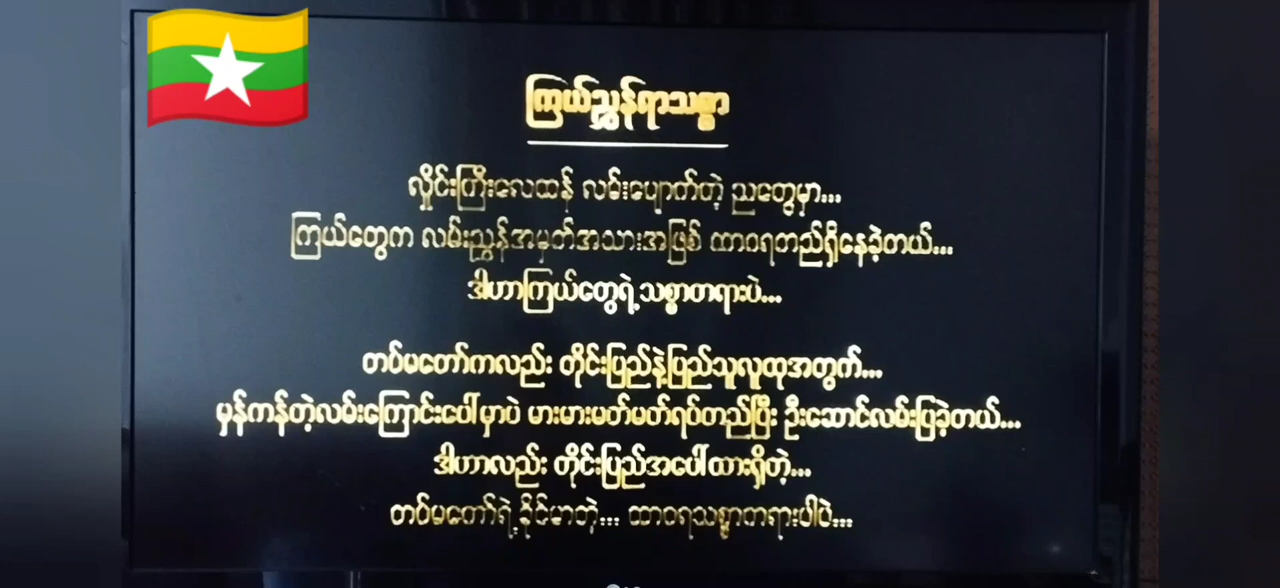 ကြယ်ညွှန်ရာသစ္စာ
လှိုင်းကြီးလေထန် လမ်းပျောက်တဲ့ ညတွေမှာ...
ကြယ်တွေက လမ်းညွှန်အမှတ်အသားအဖြစ် ထာဝရတည်ရှိနေခဲ့တယ်...
ဒါဟာကြယ်တွေရဲ့သစ္စာတရားပဲ...
တပ်မတော်ကလည်း တိုင်းပြည်နဲ့ပြည်သူလူထုအတွက်...
မှန်ကန်တဲ့လမ်းကြောင်းပေါ်မှာပဲ မားမားမတ်မတ်ရပ်တည်ပြီး ဦးဆောင်လမ်းပြခဲ့တယ်...
ဒါဟာလည်း တိုင်းပြည်အပေါ်ထားရှိတဲ့...
တပ်မတော်ရဲ့ခိုင်မာတဲ့... ထာဝရသစ္စာတရားပါပဲ...